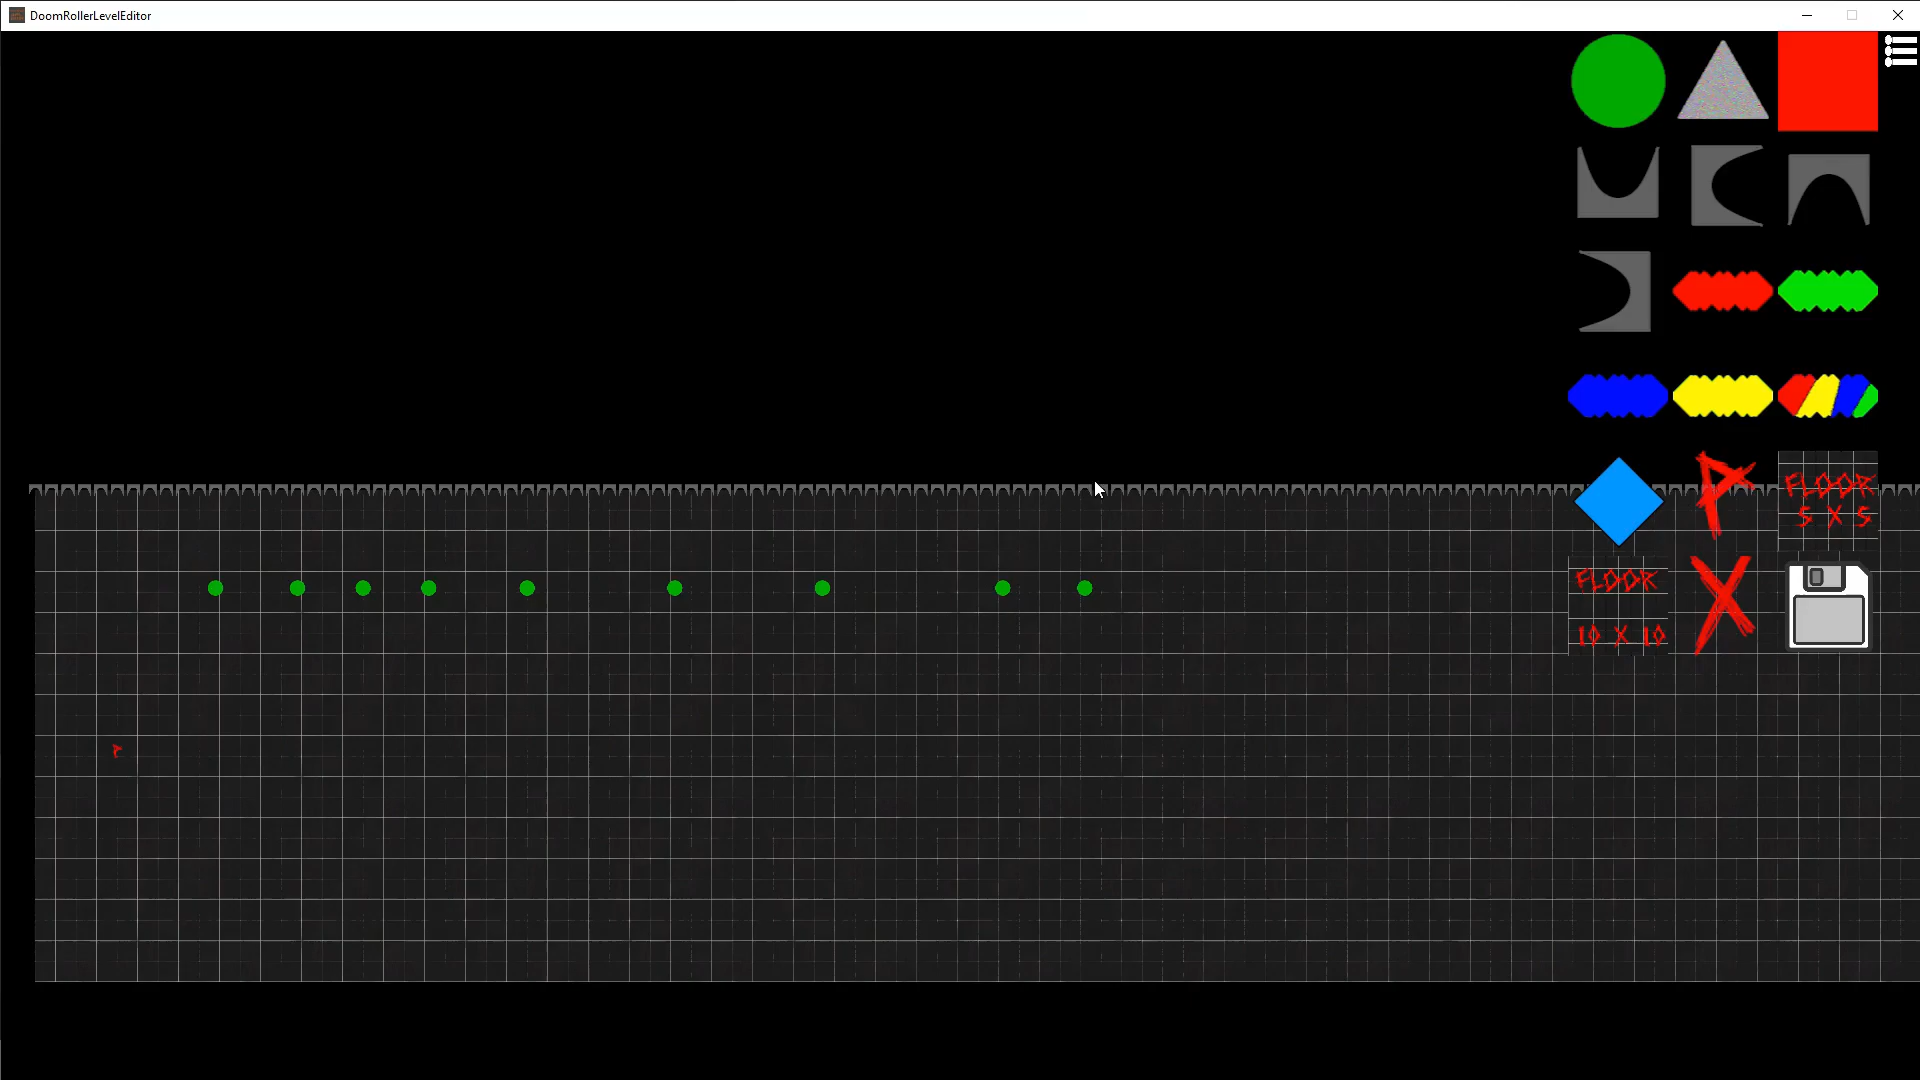 DoomRollerLevelEditor
P
FLOOR
5 X 5
FLOOR
10 X 10
X
P